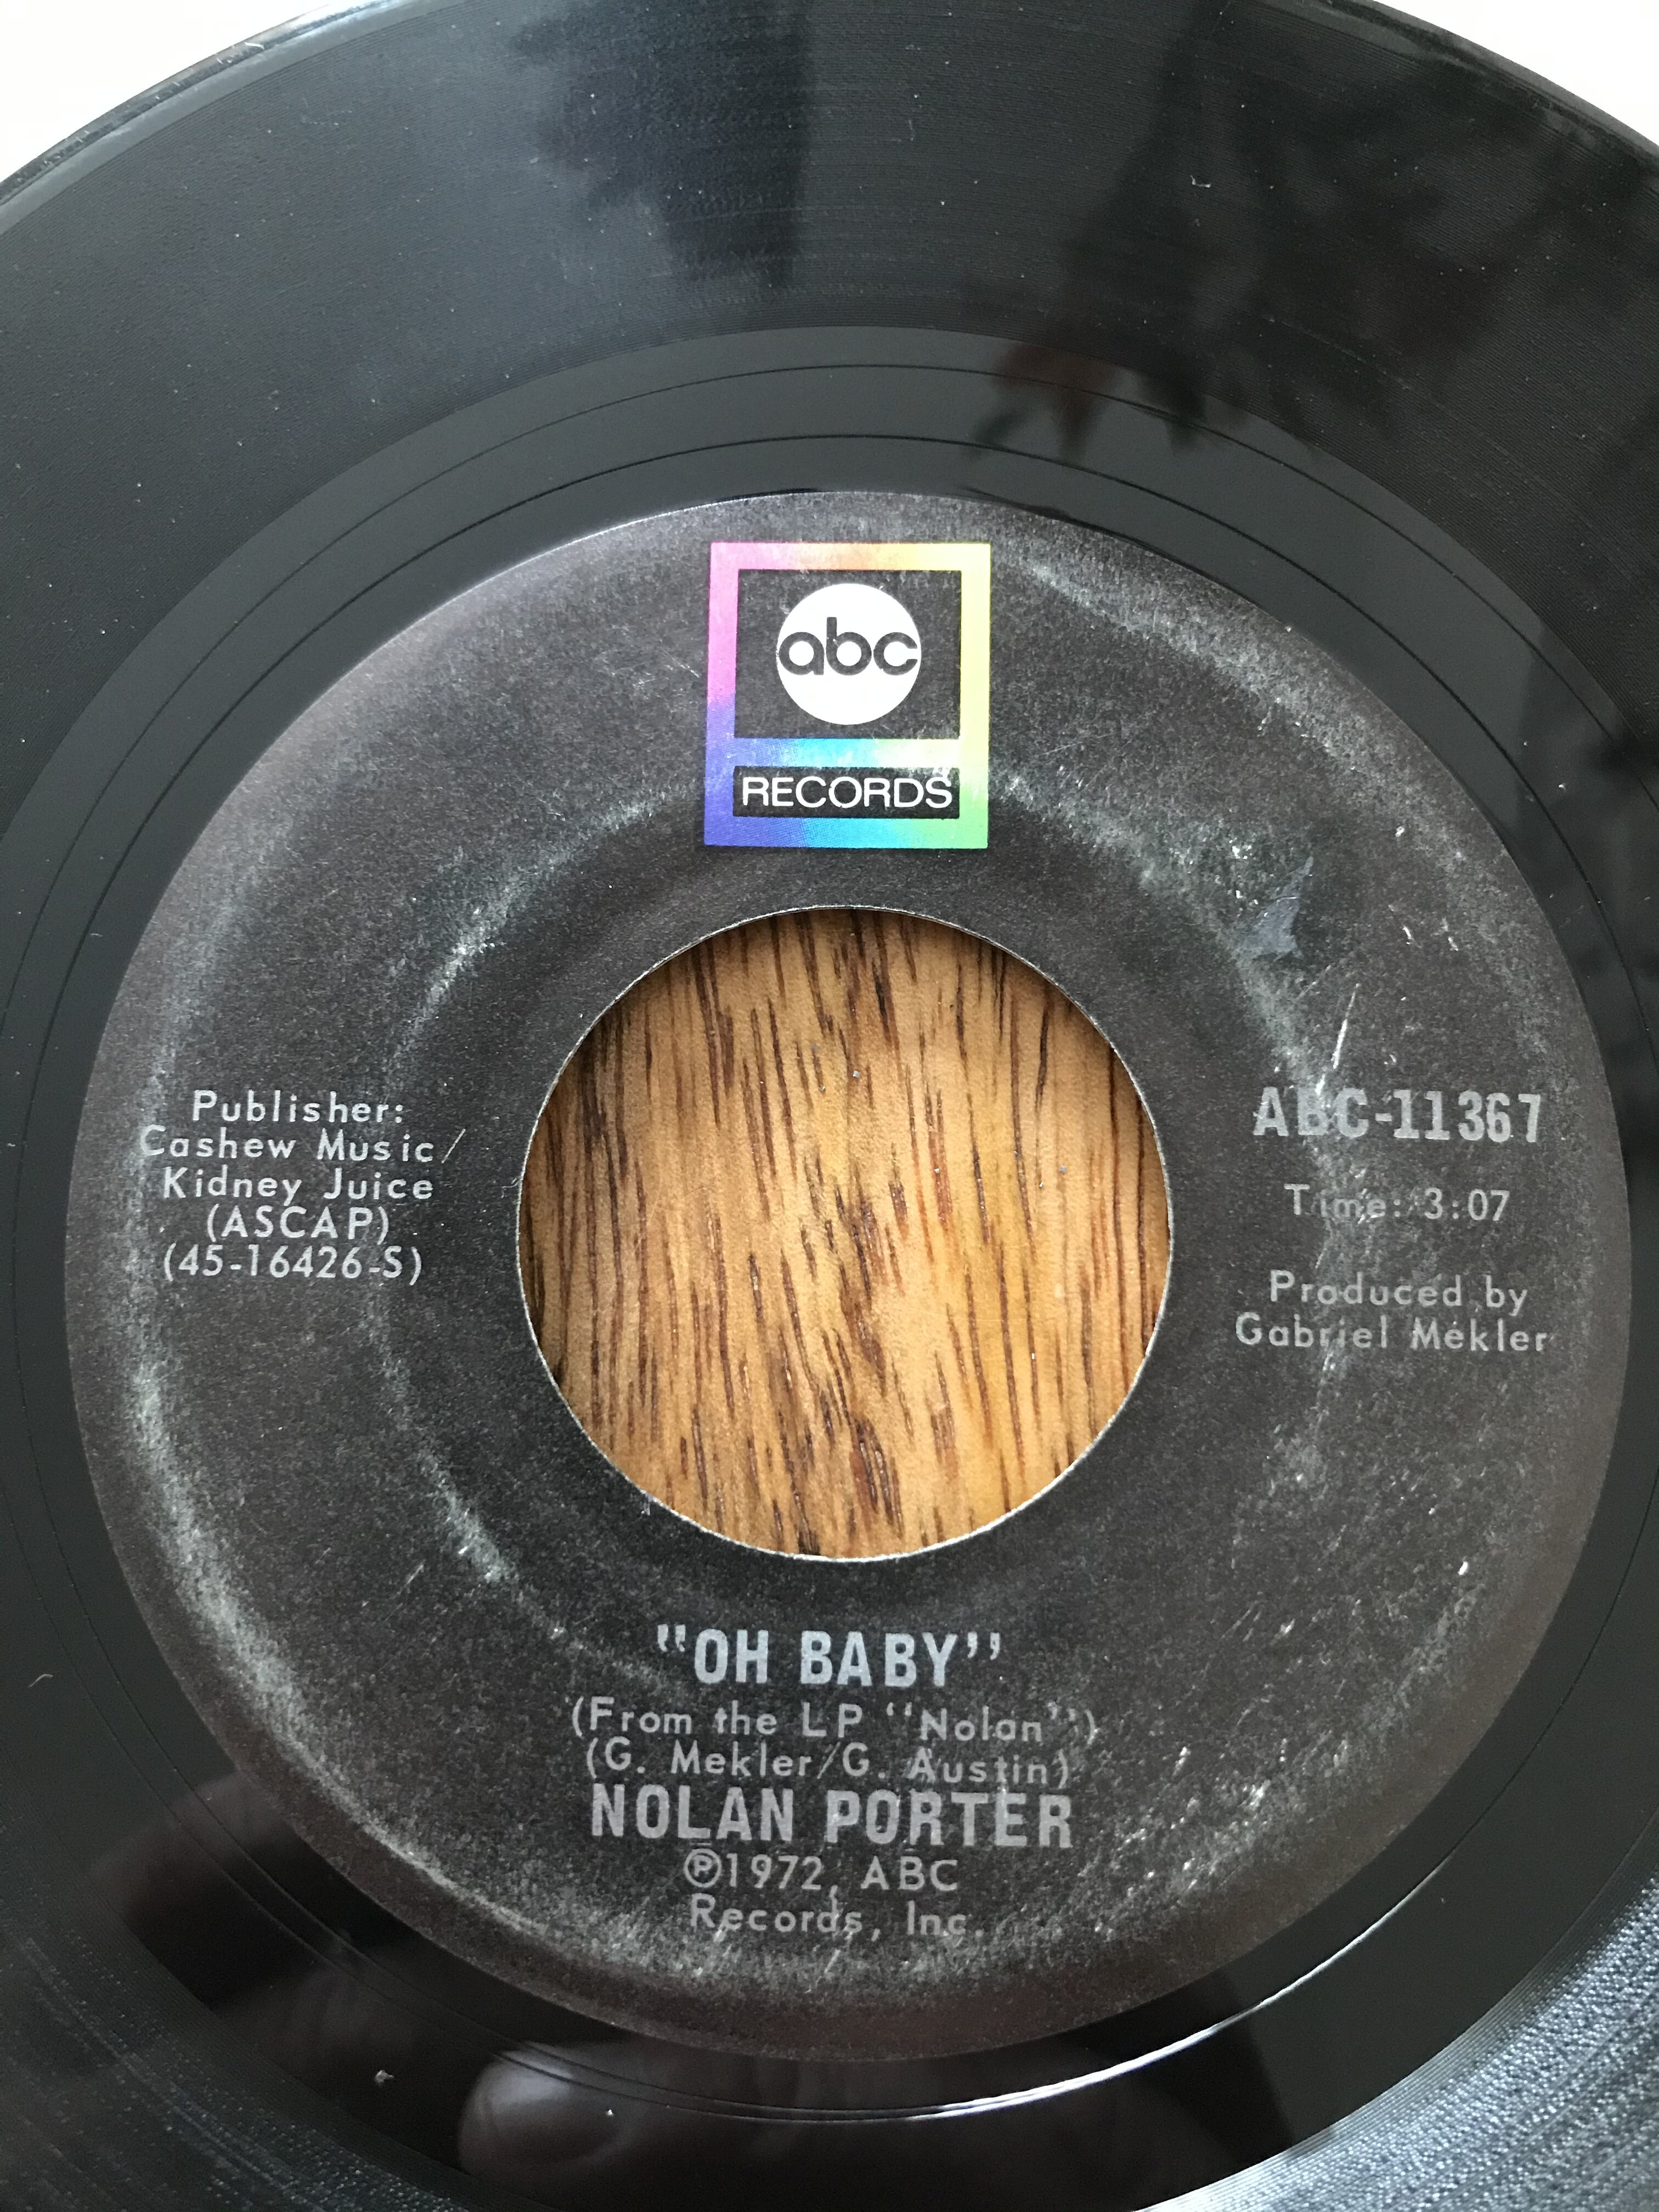 abc
RECORDS
Publisher:
Cashew Music/
Kidney Juice
(ASCAP)
(45-16426-S)
ABC-11367
Time: 3:07
Produced by
Gabriel Mekler
"OH BABY"
(From the LP "Nolan")
(G. Mekler/G. Austin)
NOLAN PORTER
℗1972, ABC
Records, Inc.